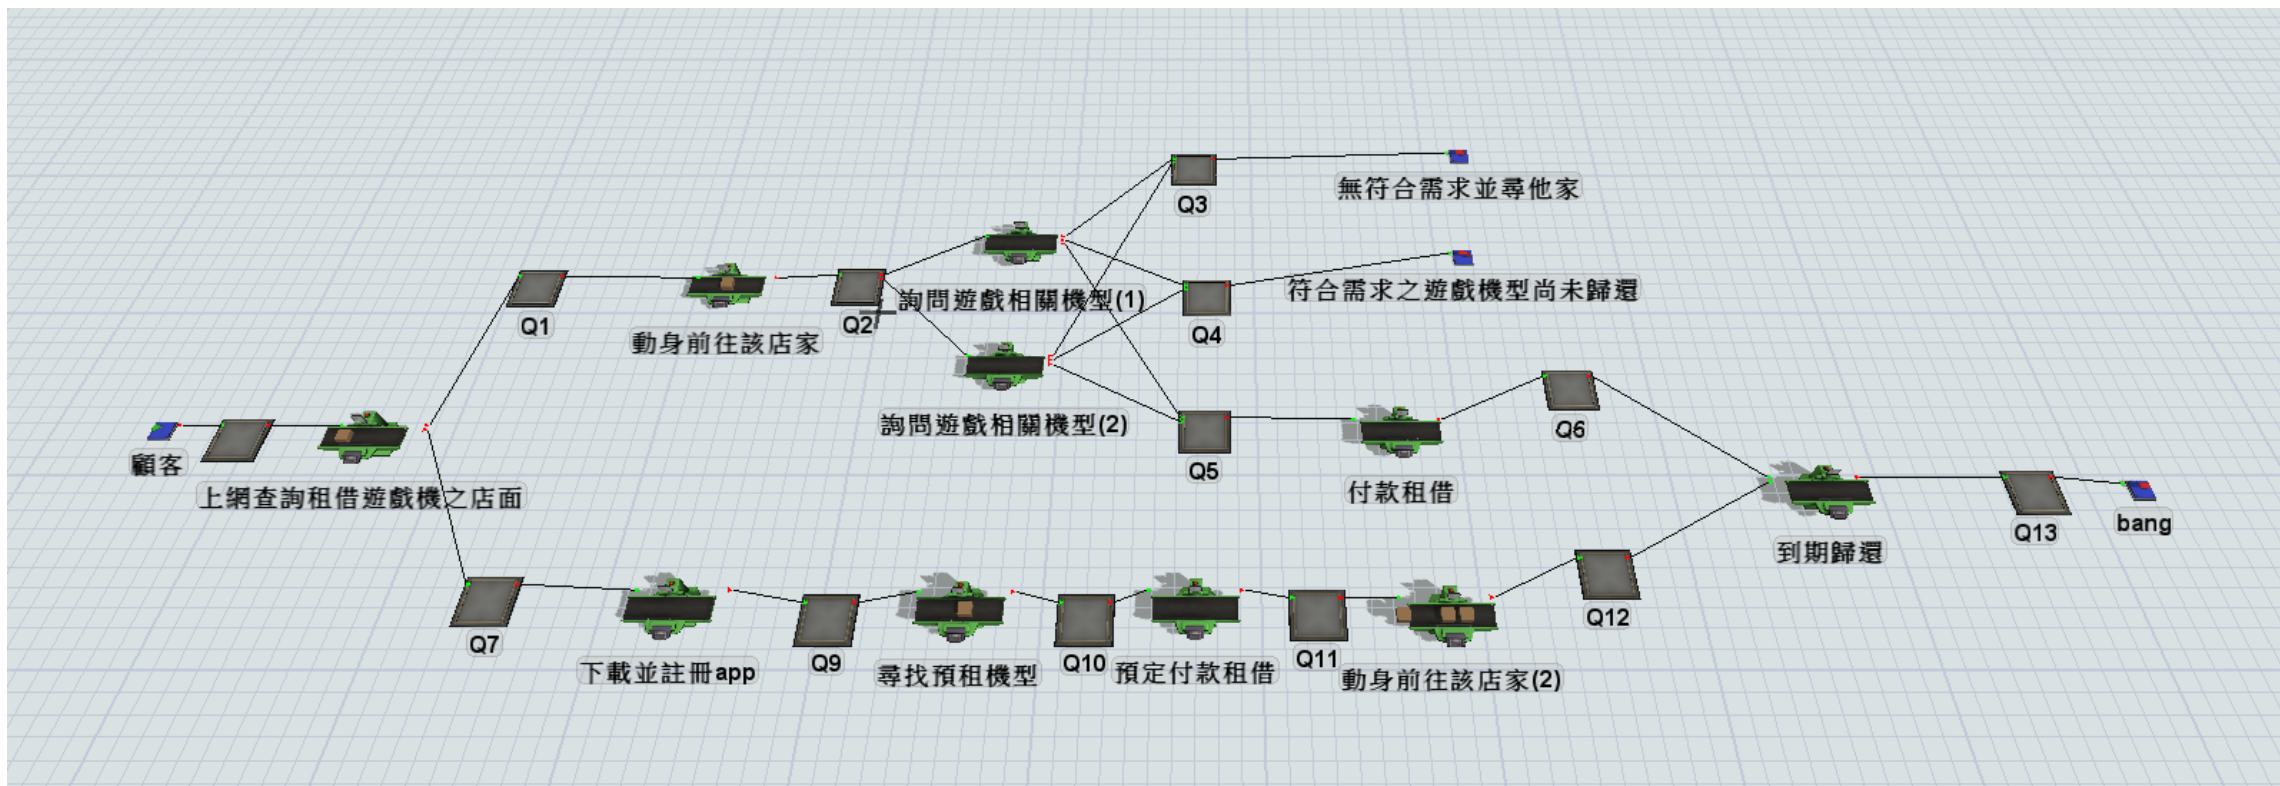 Q3
無符合需求並尋他家
Q1
動身前往該店家
Q2
詢問遊戲相關機型(1)
Q4
符合需求之遊戲機型尚未歸還
詢問遊戲相關機型(2)
顧客
上網查詢租借遊戲機之店面
Q5
付款租借
Q6
到期歸還
Q13
bang
Q7
下載並註冊app
Q9
尋找預租機型
Q10
預定付款租借
Q11
動身前往該店家(2)
Q12